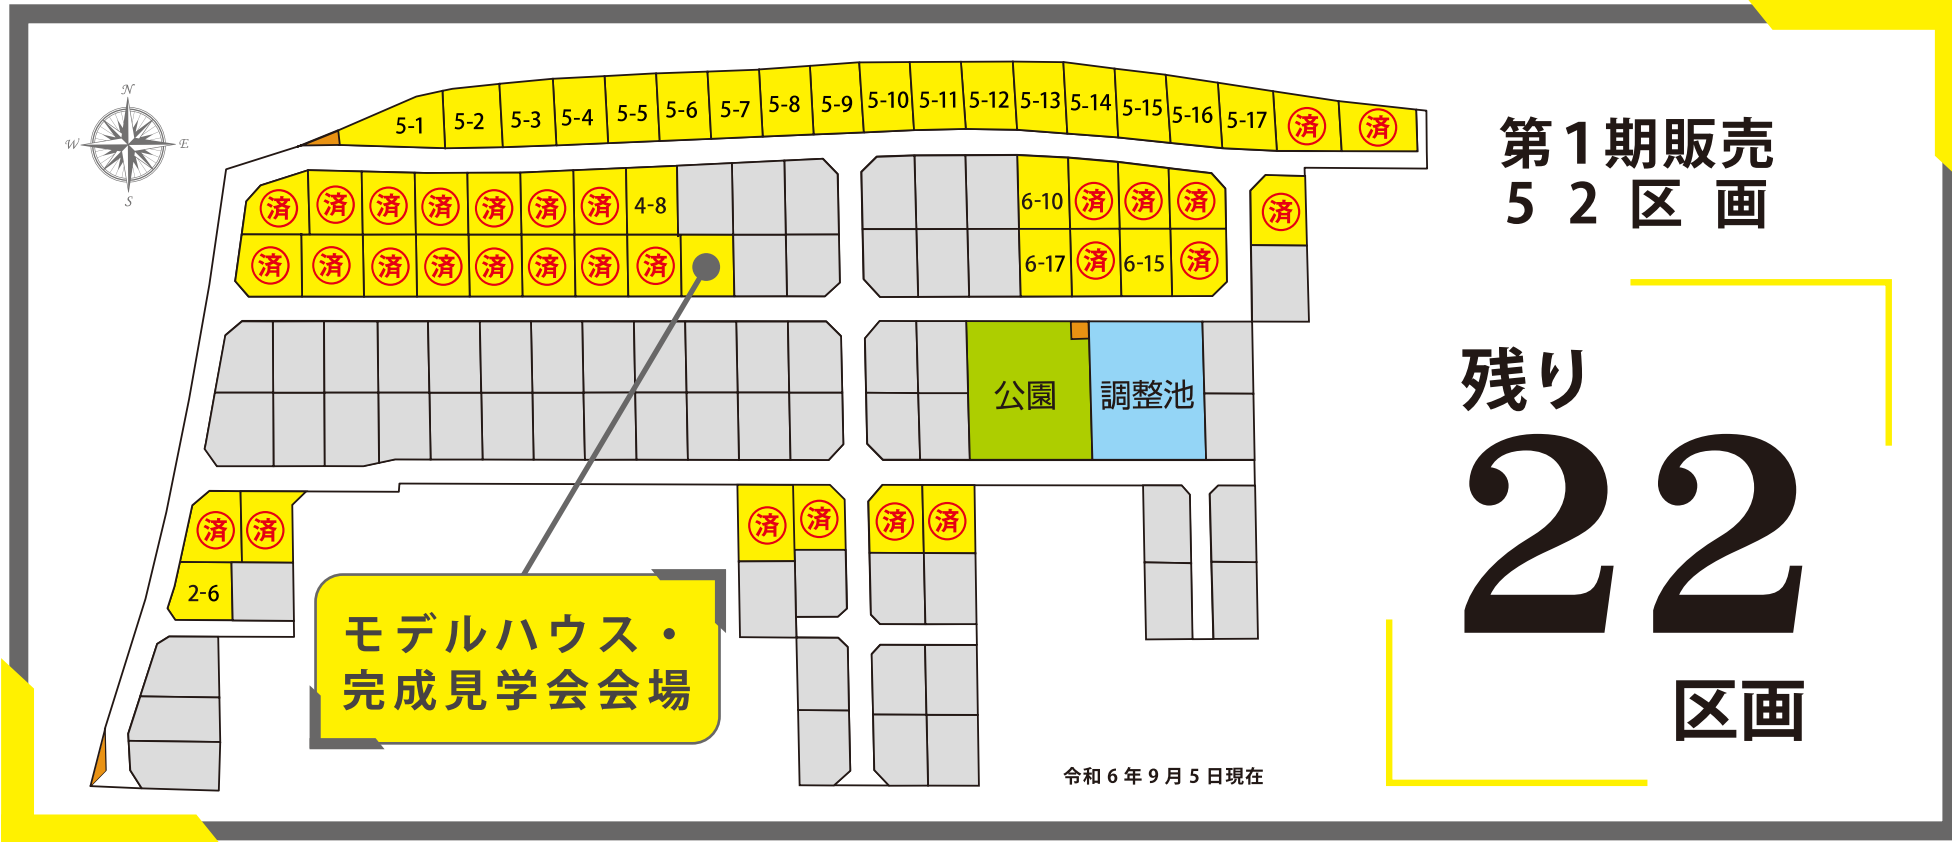 N
W
E
S
5-1
5-2
5-3
5-4
5-5
5-6
5-7
5-8
5-9
5-10
5-11
5-12
5-13
5-14
5-15
5-16
5-17
済
済
済
済
済
済
済
済
済
4-8
6-10
済
済
済
済
済
済
済
済
済
済
済
済
済
6-17
済
6-15
済
公園
調整池
済
済
済
済
済
済
2-6
モデルハウス・
完成見学会会場
第1期販売
52区画
残り
22
区画
令和6年9月5日現在